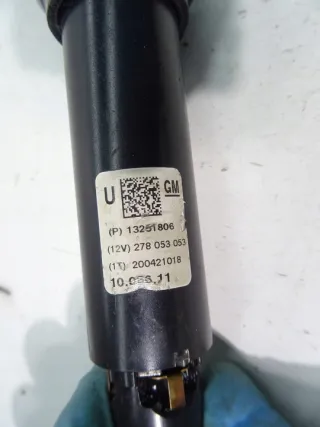 U GM
(P) 13251806
(12V) 278 053 053
(1T) 200421018